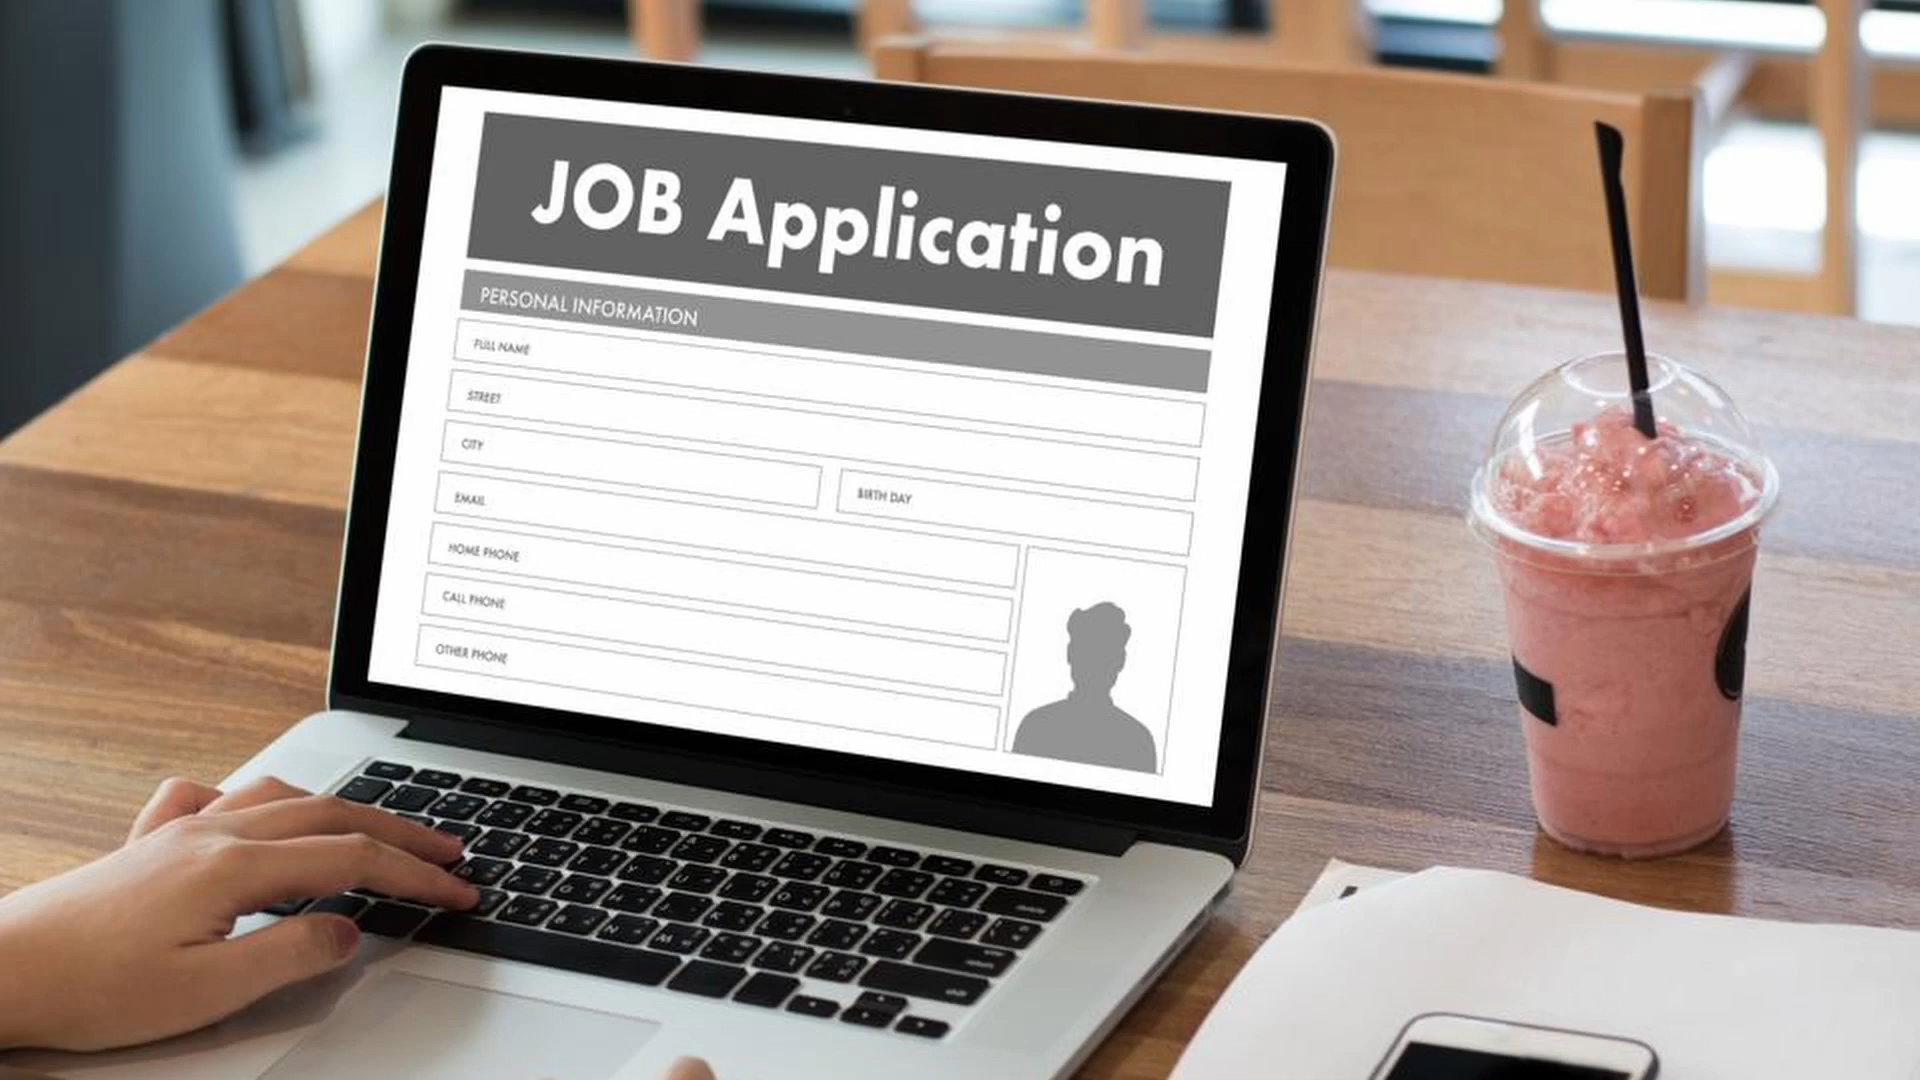 JOB Application
PERSONAL INFORMATION
FULL NAME
STREET
CITY
BIRTH DAY
EMAIL
HOME PHONE
CALL PHONE
OTHER PHONE